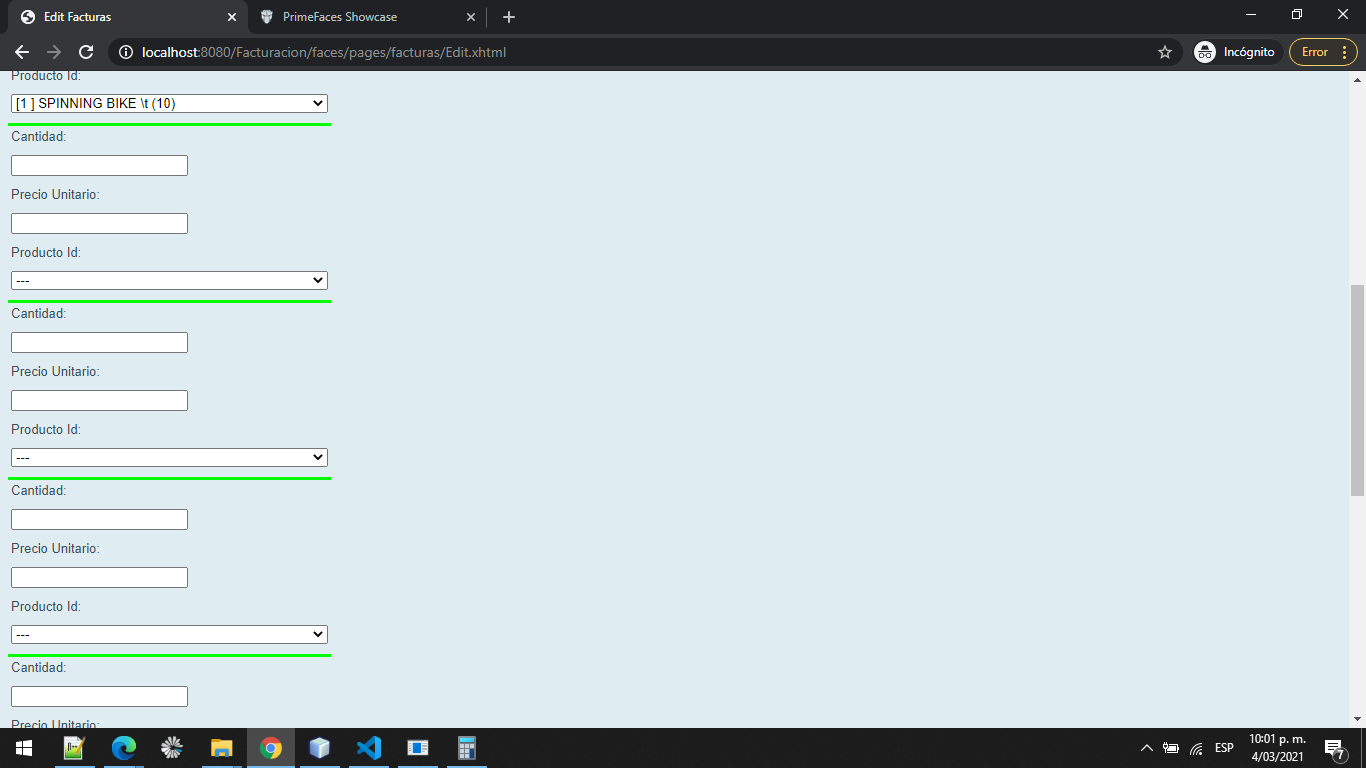 Edit Facturas
PrimeFaces Showcase
localhost:8080/Facturacion/faces/pages/facturas/Edit.xhtml
Incógnito
Error
Producto Id:
[1 ] SPINNING BIKE \t (10)
Cantidad:
Precio Unitario:
Producto Id:
---
Cantidad:
Precio Unitario:
Producto Id:
---
Cantidad:
Precio Unitario:
Producto Id:
---
Cantidad:
Precio Unitario:
ESP
10:01 p. m.
4/03/2021
7